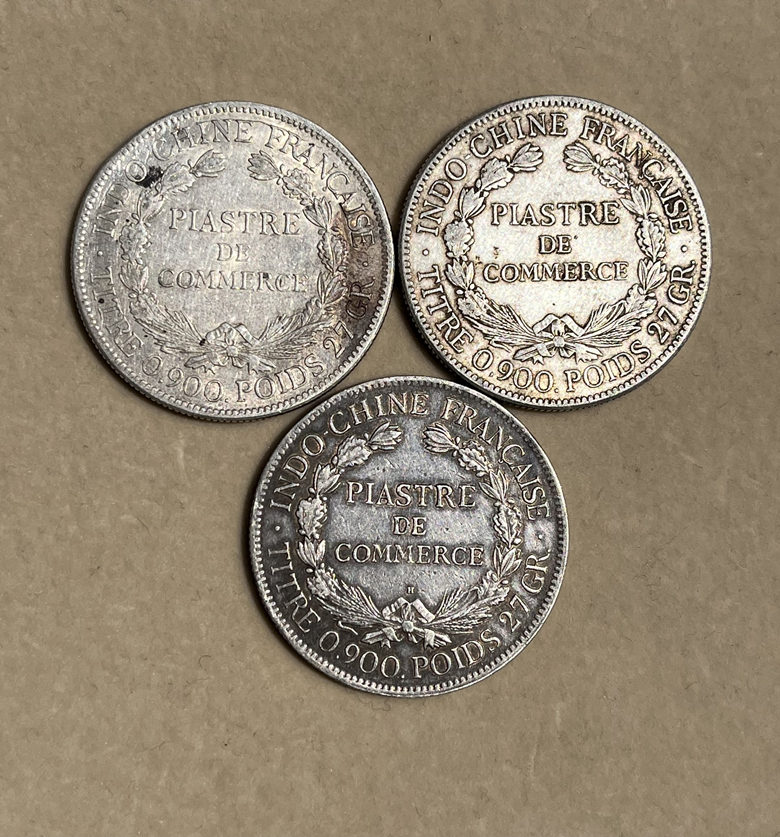 INDO-CHINE FRANÇAISE
PIASTRE
DE
COMMERCE
TITRE 0.900. POIDS 27 GR.
INDO-CHINE FRANÇAISE
PIASTRE
DE
COMMERCE
TITRE 0.900. POIDS 27 GR.
INDO-CHINE FRANÇAISE
PIASTRE
DE
COMMERCE
H
TITRE 0.900. POIDS 27 GR.